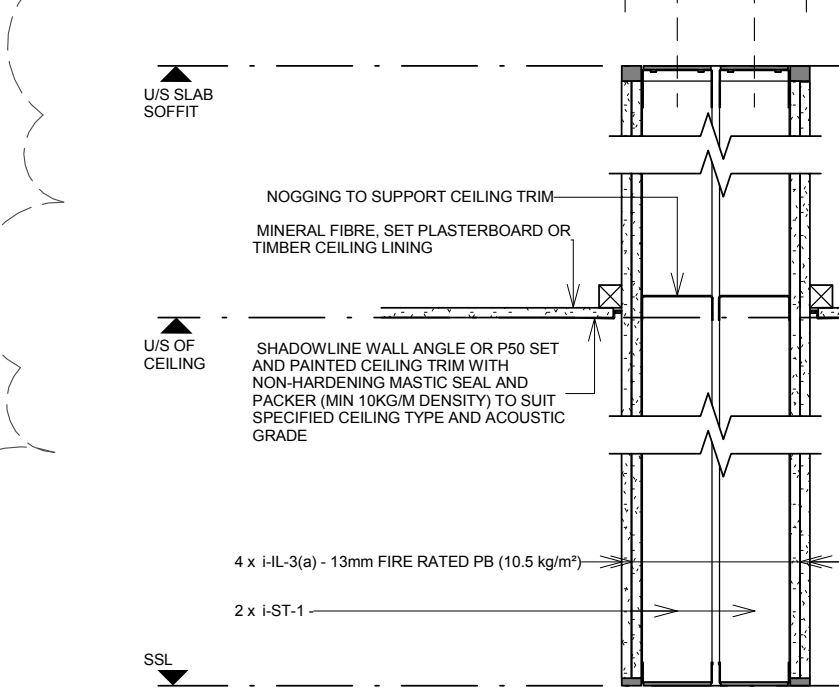 U/S SLAB
SOFFIT
NOGGING TO SUPPORT CEILING TRIM
MINERAL FIBRE, SET PLASTERBOARD OR
TIMBER CEILING LINING
U/S OF
CEILING
SHADOWLINE WALL ANGLE OR P50 SET
AND PAINTED CEILING TRIM WITH
NON-HARDENING MASTIC SEAL AND
PACKER (MIN 10KG/M DENSITY) TO SUIT
SPECIFIED CEILING TYPE AND ACOUSTIC
GRADE
4 x i-IL-3(a) - 13mm FIRE RATED PB (10.5 kg/m²)
2 x i-ST-1 -
SSL